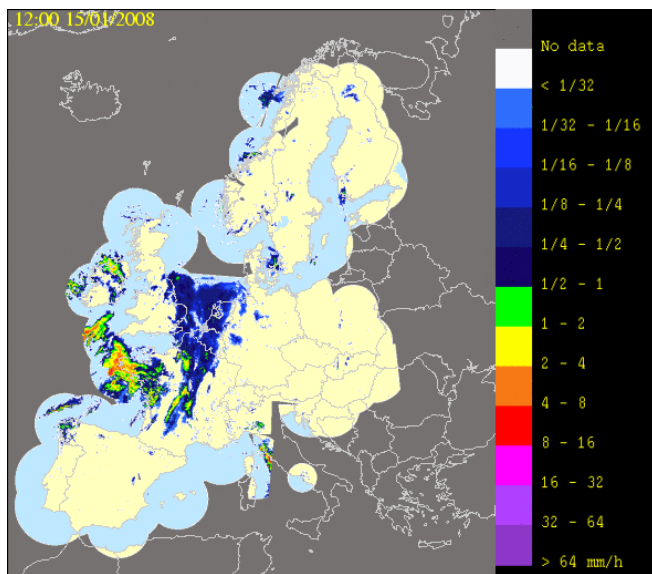 12:00 15/01/2008
No data
< 1/32
1/32 - 1/16
1/16 - 1/8
1/8 - 1/4
1/4 - 1/2
1/2 - 1
1 - 2
2 - 4
4 - 8
8 - 16
16 - 32
32 - 64
> 64 mm/h